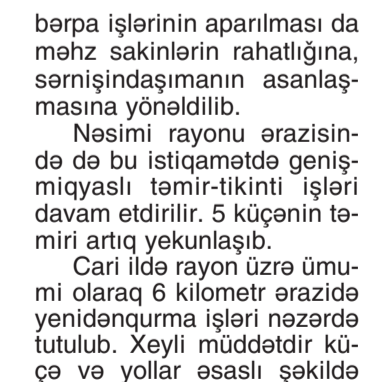 bərpa işlərinin aparılması da
məhz sakinlərin rahatlığına,
sərnişindaşımanın asanlaş-
masına yönəldilib.
Nəsimi rayonu ərazisin-
də də bu istiqamətdə geniş-
miqyaslı təmir-tikinti işləri
davam etdirilir. 5 küçənin tə-
miri artıq yekunlaşıb.
Cari ildə rayon üzrə ümu-
mi olaraq 6 kilometr ərazidə
yenidənqurma işləri nəzərdə
tutulub. Xeyli müddətdir kü-
çə və yollar əsaslı şəkildə